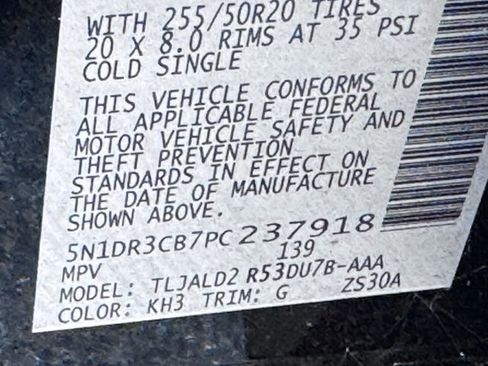 WITH 255/50R20 TIRES
20 X 8.0 RIMS AT 35 PSI
COLD SINGLE
THIS VEHICLE CONFORMS TO
ALL APPLICABLE FEDERAL
MOTOR VEHICLE SAFETY AND
THEFT PREVENTION
STANDARDS IN EFFECT ON
THE DATE OF MANUFACTURE
SHOWN ABOVE.
5N1DR3CB7PC237918
MPV 139
MODEL: TLJALD2 R53DU7B-AAA
COLOR: KH3 TRIM: G ZS30A